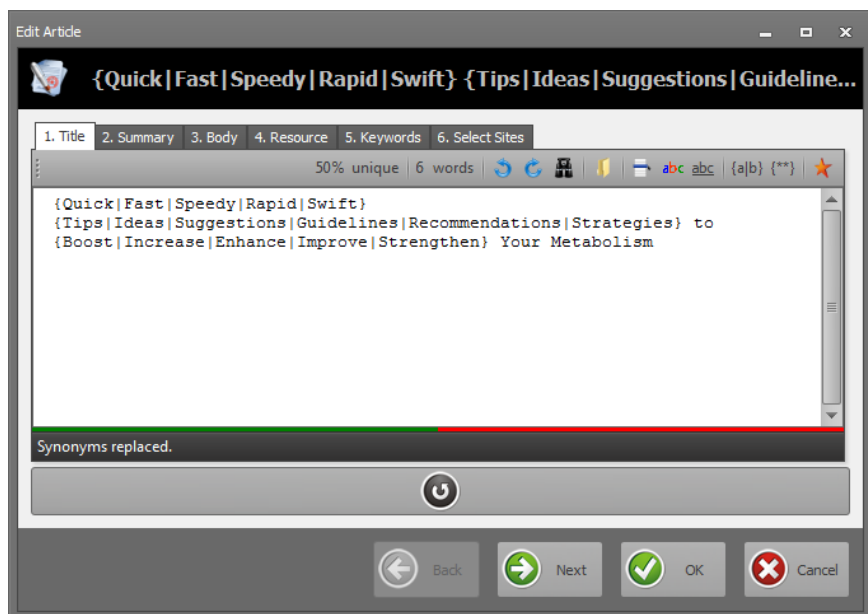 Edit Article
{Quick|Fast|Speedy|Rapid|Swift} {Tips|Ideas|Suggestions|Guideline...
1. Title 2. Summary 3. Body 4. Resource 5. Keywords 6. Select Sites
50% unique 6 words abc abc {a|b} {**}
{Quick|Fast|Speedy|Rapid|Swift}
{Tips|Ideas|Suggestions|Guidelines|Recommendations|Strategies} to
{Boost|Increase|Enhance|Improve|Strengthen} Your Metabolism
Synonyms replaced.
Back Next OK Cancel